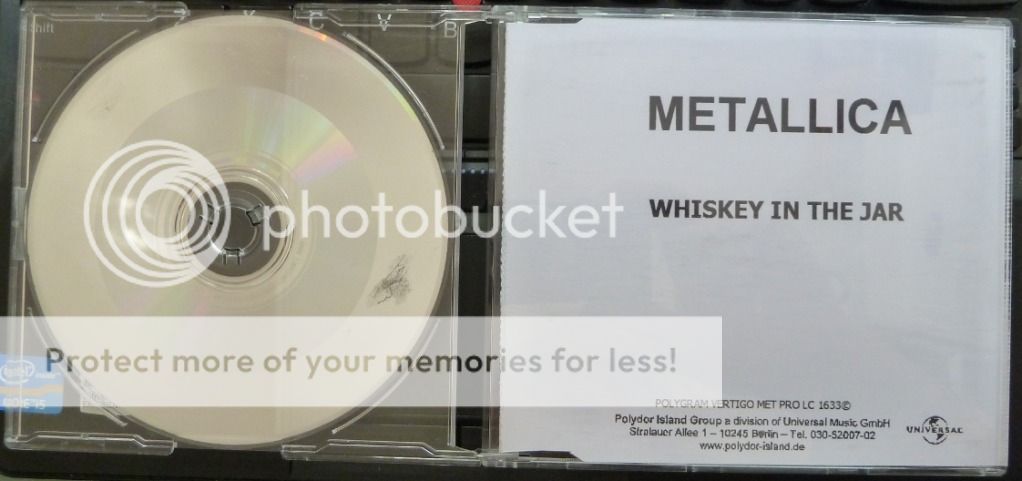 shift
Z X C V B
METALLICA
WHISKEY IN THE JAR
photobucket
Protect more of your memories for less!
POLYGRAM VERTIGO MET PRO LC 1633©
Polydor Island Group a division of Universal Music GmbH
Stralauer Allee 1 – 10245 Berlin – Tel. 030-52007-02
www.polydor-island.de
UNIVERSAL